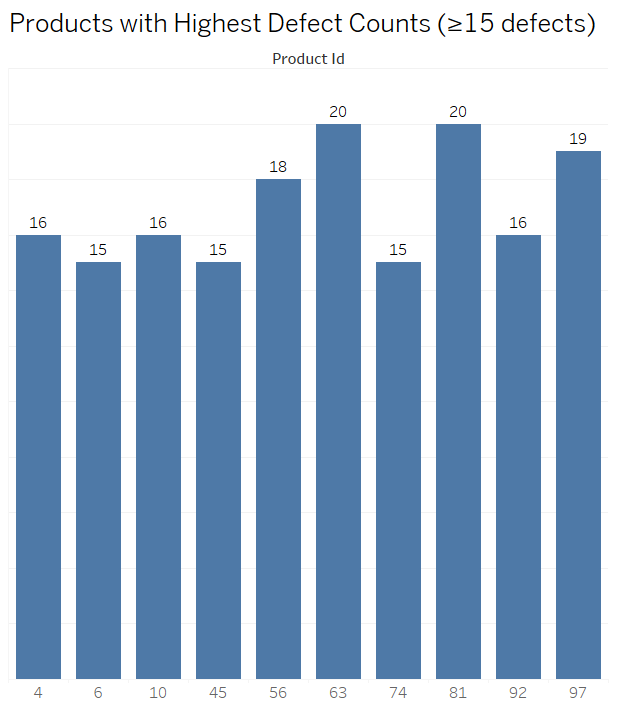 Products with Highest Defect Counts (≥15 defects)
Product Id
20 20
19
18
16 16 16
15 15 15
4 6 10 45 56 63 74 81 92 97